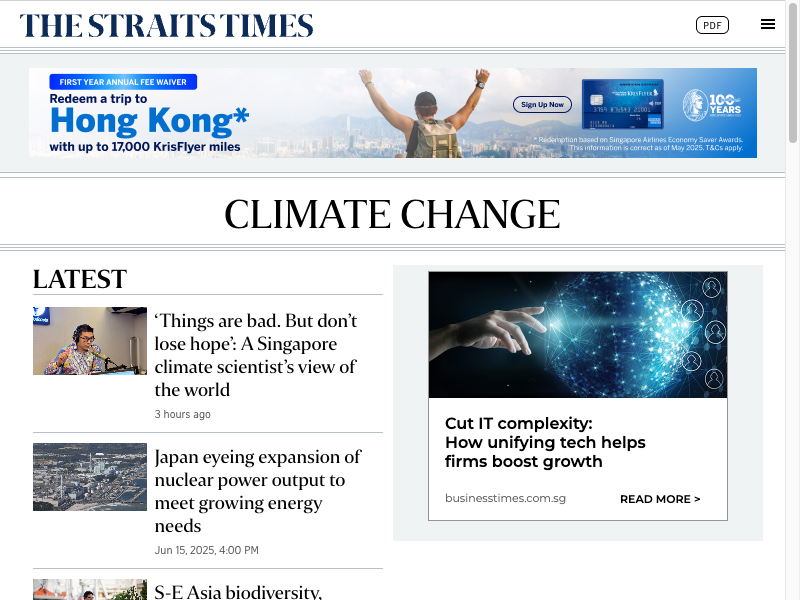 THE STRAITS TIMES
PDF
FIRST YEAR ANNUAL FEE WAIVER
Redeem a trip to
Hong Kong*
with up to 17,000 KrisFlyer miles
Sign Up Now
KRISFLYER
100
YEARS
* Redemption based on Singapore Airlines Economy Saver Awards.
This information is correct as of May 2025. T&Cs apply.
CLIMATE CHANGE
LATEST
‘Things are bad. But don’t
lose hope’: A Singapore
climate scientist’s view of
the world
3 hours ago
Japan eyeing expansion of
nuclear power output to
meet growing energy
needs
Jun 15, 2025, 4:00 PM
S-E Asia biodiversity,
Cut IT complexity:
How unifying tech helps
firms boost growth
businesstimes.com.sg
READ MORE >